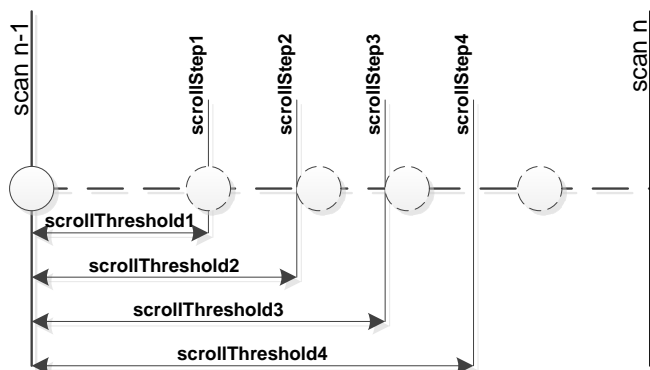 scan n-1
scrollStep1
scrollStep2
scrollStep3
scrollStep4
scan n
scrollThreshold1
scrollThreshold2
scrollThreshold3
scrollThreshold4